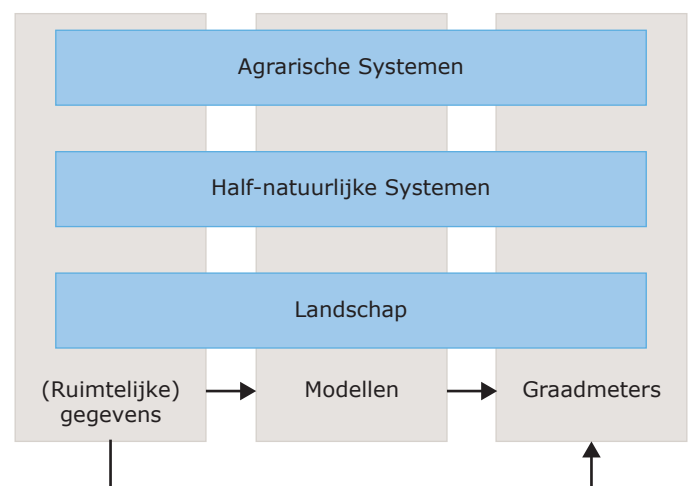 Agrarische Systemen
Half-natuurlijke Systemen
Landschap
(Ruimtelijke)
gegevens
Modellen
Graadmeters